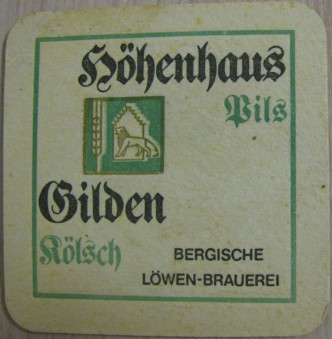 Höhenhaus
Pils
Gilden
Kölsch
BERGISCHE
LÖWEN-BRAUEREI